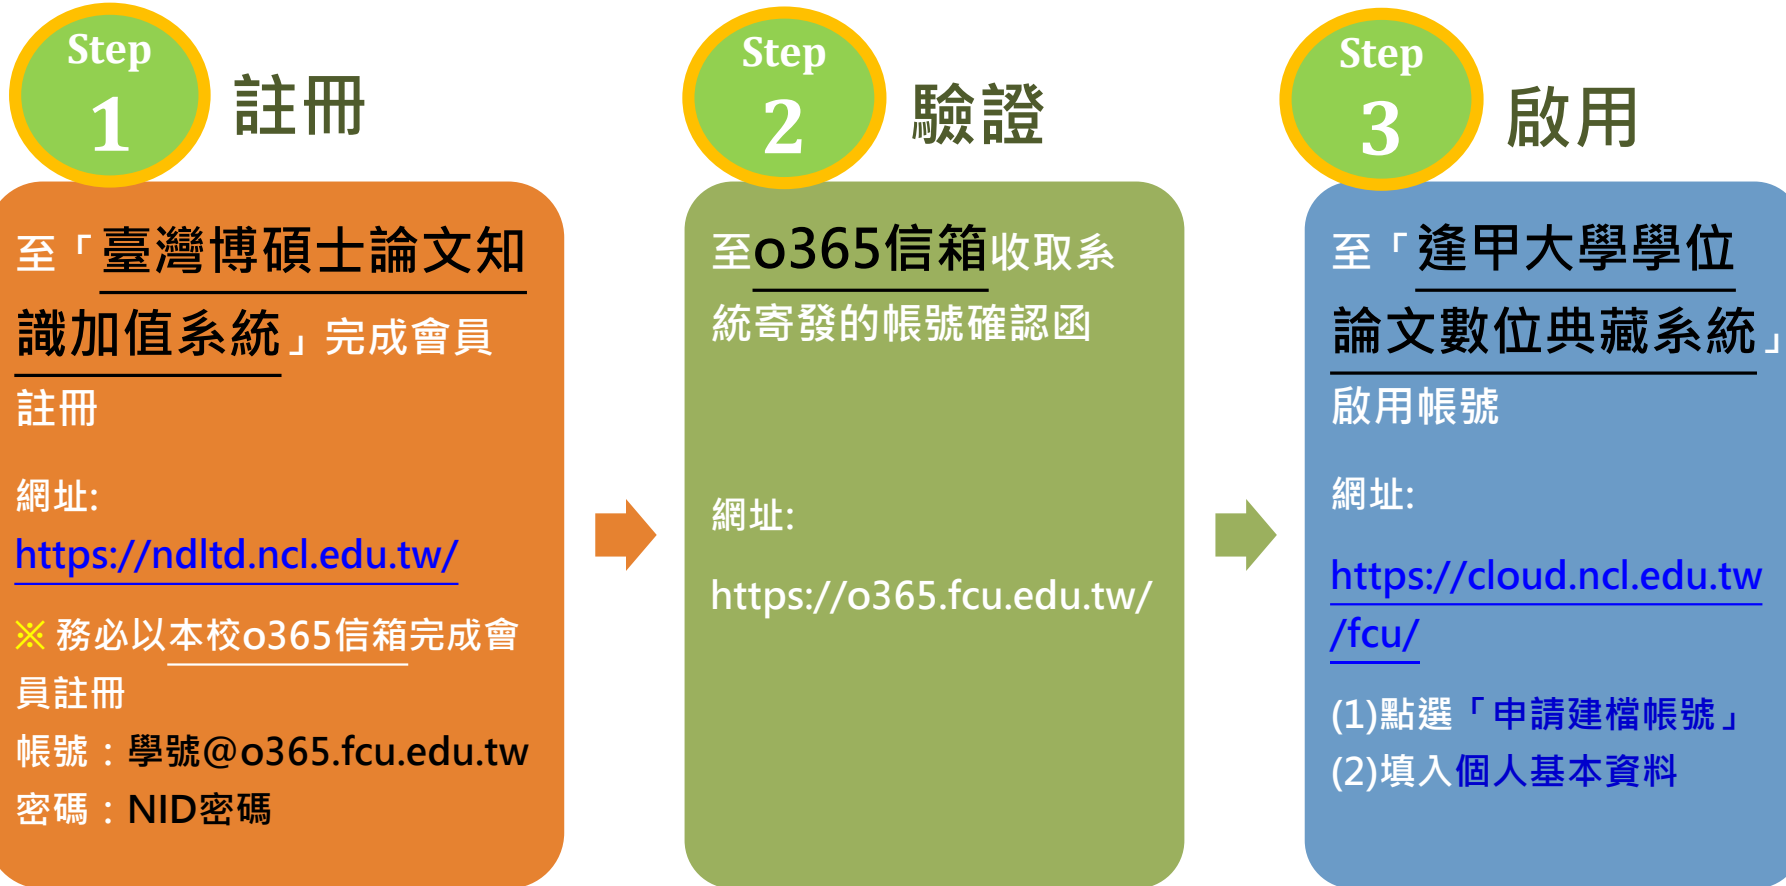 Step
1
註冊
至「臺灣博碩士論文知
識加值系統」完成會員
註冊
網址:
https://ndltd.ncl.edu.tw/
※ 務必以本校o365信箱完成會
員註冊
帳號：學號@o365.fcu.edu.tw
密碼：NID密碼
Step
2
驗證
至o365信箱收取系
統寄發的帳號確認函
網址:
https://o365.fcu.edu.tw/
Step
3
啟用
至「逢甲大學學位
論文數位典藏系統」
啟用帳號
網址:
https://cloud.ncl.edu.tw
/fcu/
(1)點選「申請建檔帳號」
(2)填入個人基本資料